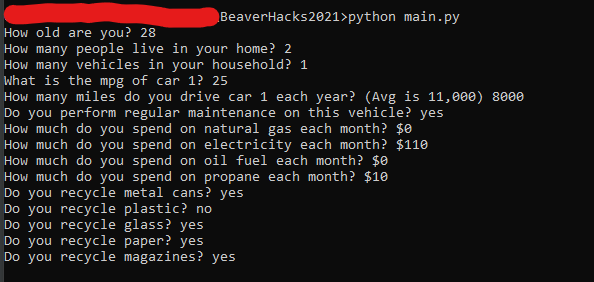 BeaverHacks2021>python main.py
How old are you? 28
How many people live in your home? 2
How many vehicles in your household? 1
What is the mpg of car 1? 25
How many miles do you drive car 1 each year? (Avg is 11,000) 8000
Do you perform regular maintenance on this vehicle? yes
How much do you spend on natural gas each month? $0
How much do you spend on electricity each month? $110
How much do you spend on oil fuel each month? $0
How much do you spend on propane each month? $10
Do you recycle metal cans? yes
Do you recycle plastic? no
Do you recycle glass? yes
Do you recycle paper? yes
Do you recycle magazines? yes